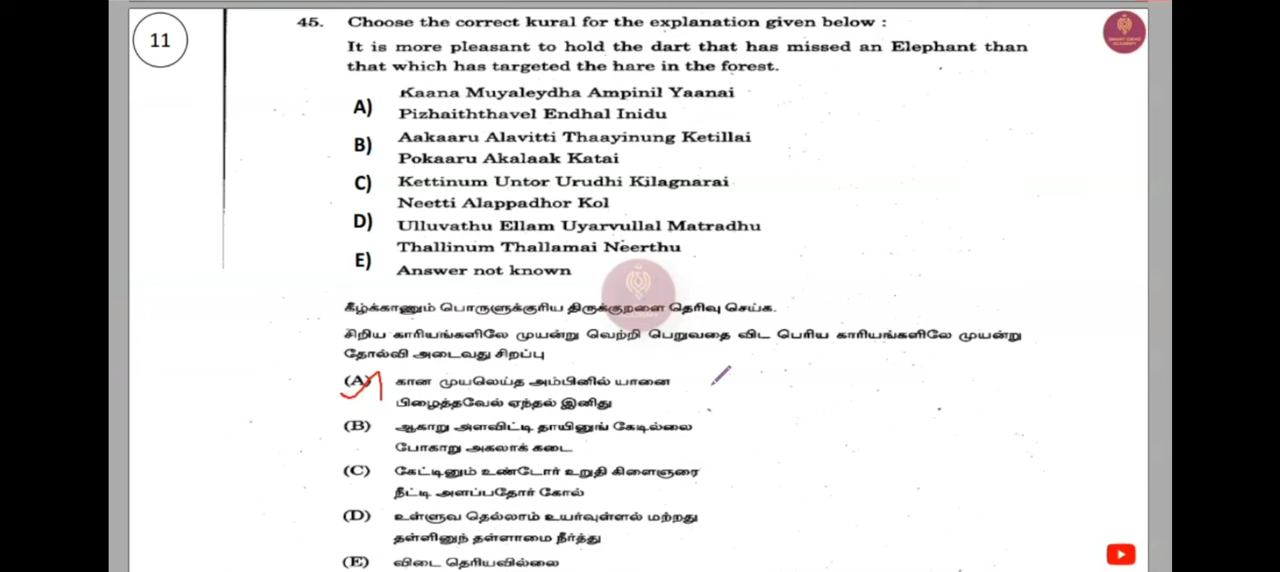 11
45. Choose the correct kural for the explanation given below :
It is more pleasant to hold the dart that has missed an Elephant than
that which has targeted the hare in the forest.
A) Kaana Muyaleydha Ampinil Yaanai
Pizhaiththavel Endhal Inidu
B) Aakaaru Alavitti Thaayinung Ketillai
Pokaaru Akalaak Katai
C) Kettinum Untor Urudhi Kilagnarai
Neetti Alappadhor Kol
D) Ulluvathu Ellam Uyarvullal Matradhu
Thallinum Thallamai Neerthu
E) Answer not known
கீழ்க்காணும் பொருளுக்குரிய திருக்குறளை தெரிவு செய்க.
சிறிய காரியங்களிலே முயன்று வெற்றி பெறுவதை விட பெரிய காரியங்களிலே முயன்று
தோல்வி அடைவது சிறப்பு
(A) கான முயலெய்த அம்பினில் யானை
பிழைத்தவேல் ஏந்தல் இனிது
(B) ஆகாறு அளவிட்டி தாயினுங் கேடில்லை
போகாறு அகலாக் கடை
(C) கேட்டினும் உண்டோர் உறுதி கிளைஞரை
நீட்டி அளப்பதோர் கோல்
(D) உள்ளுவ தெல்லாம் உயர்வுள்ளல் மற்றது
தள்ளினுந் தள்ளாமை நீர்த்து
(E) விடை தெரியவில்லை